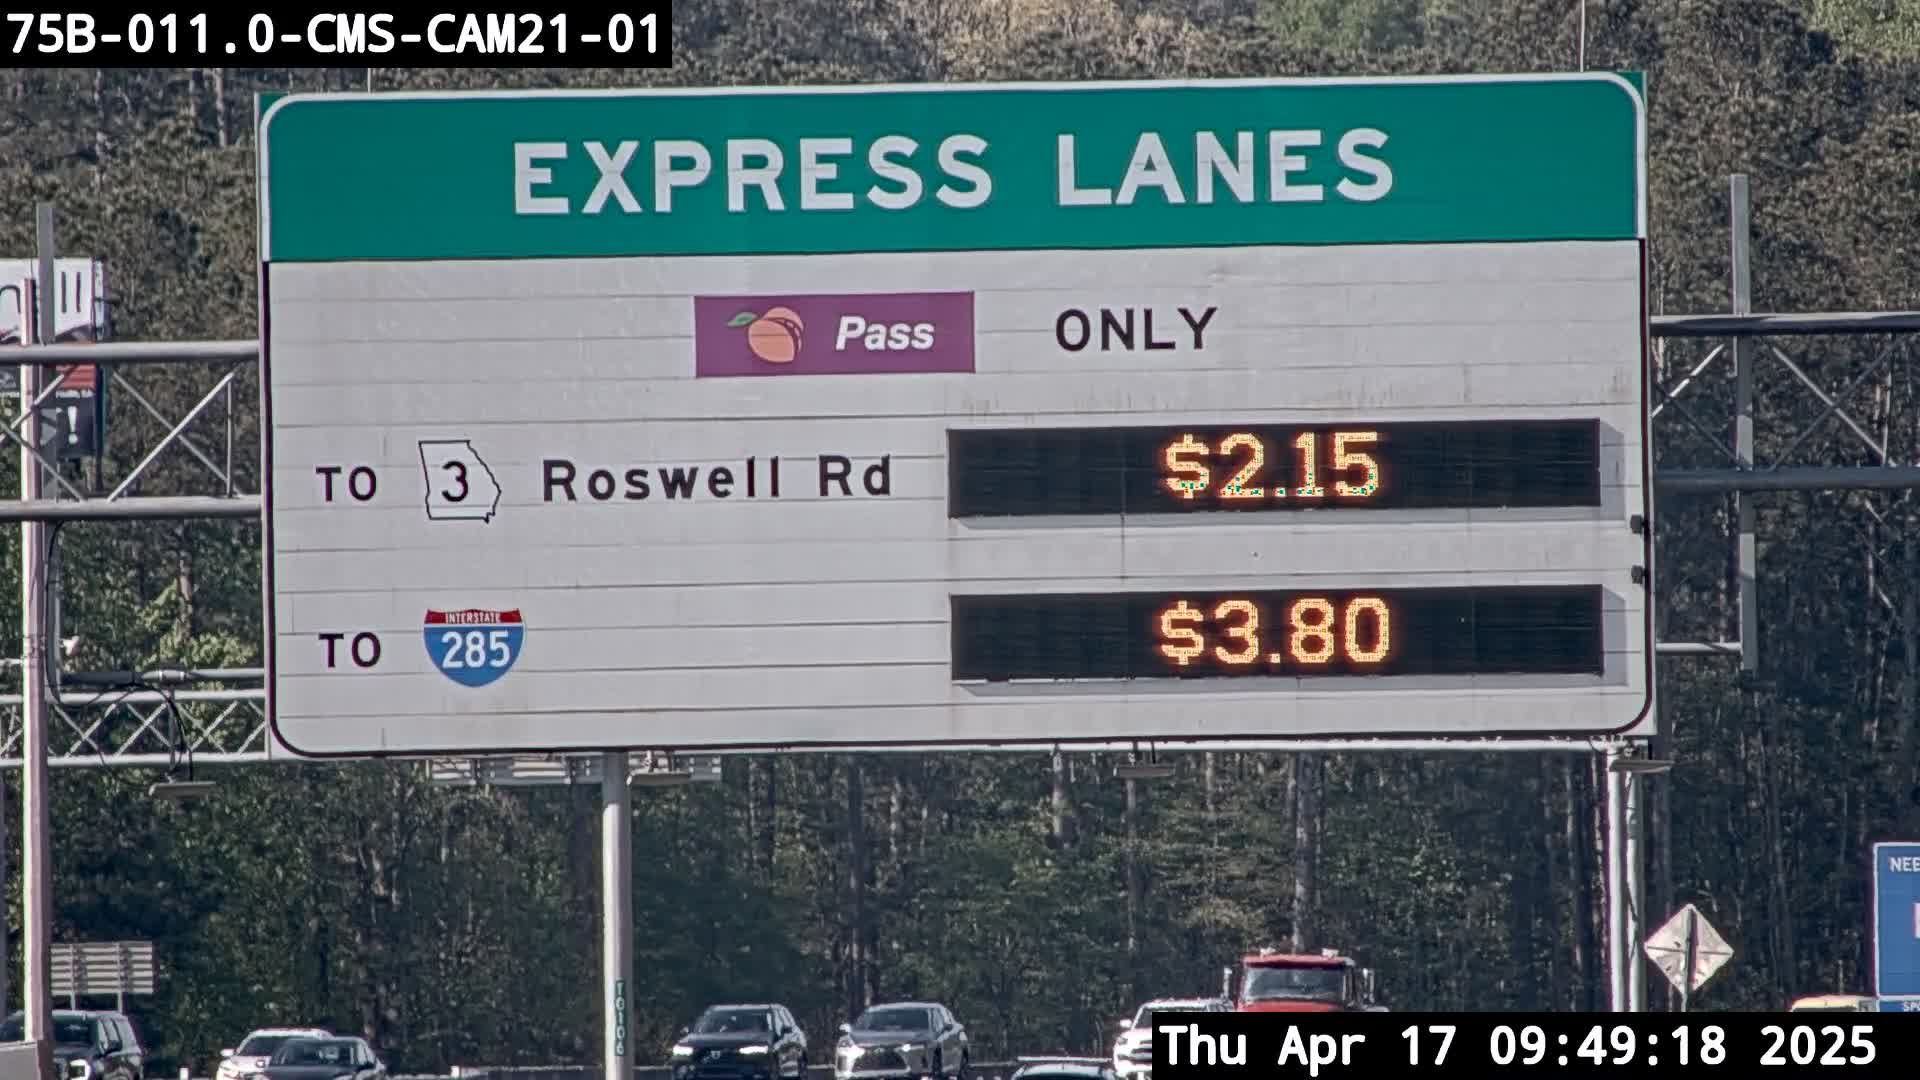 75B-011.0-CMS-CAM21-01
EXPRESS LANES
Pass ONLY
TO 3 Roswell Rd $2.15
TO INTERSTATE 285 $3.80
!
NEE
Thu Apr 17 09:49:18 2025